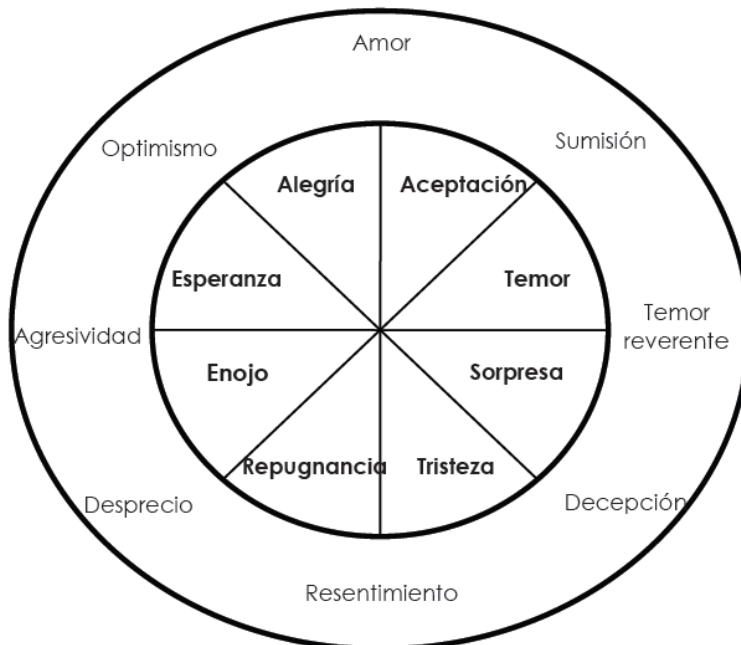 Amor
Optimismo
Sumisión
Alegría
Aceptación
Esperanza
Temor
Agresividad
Temor
reverente
Enojo
Sorpresa
Repugnancia
Tristeza
Desprecio
Decepción
Resentimiento